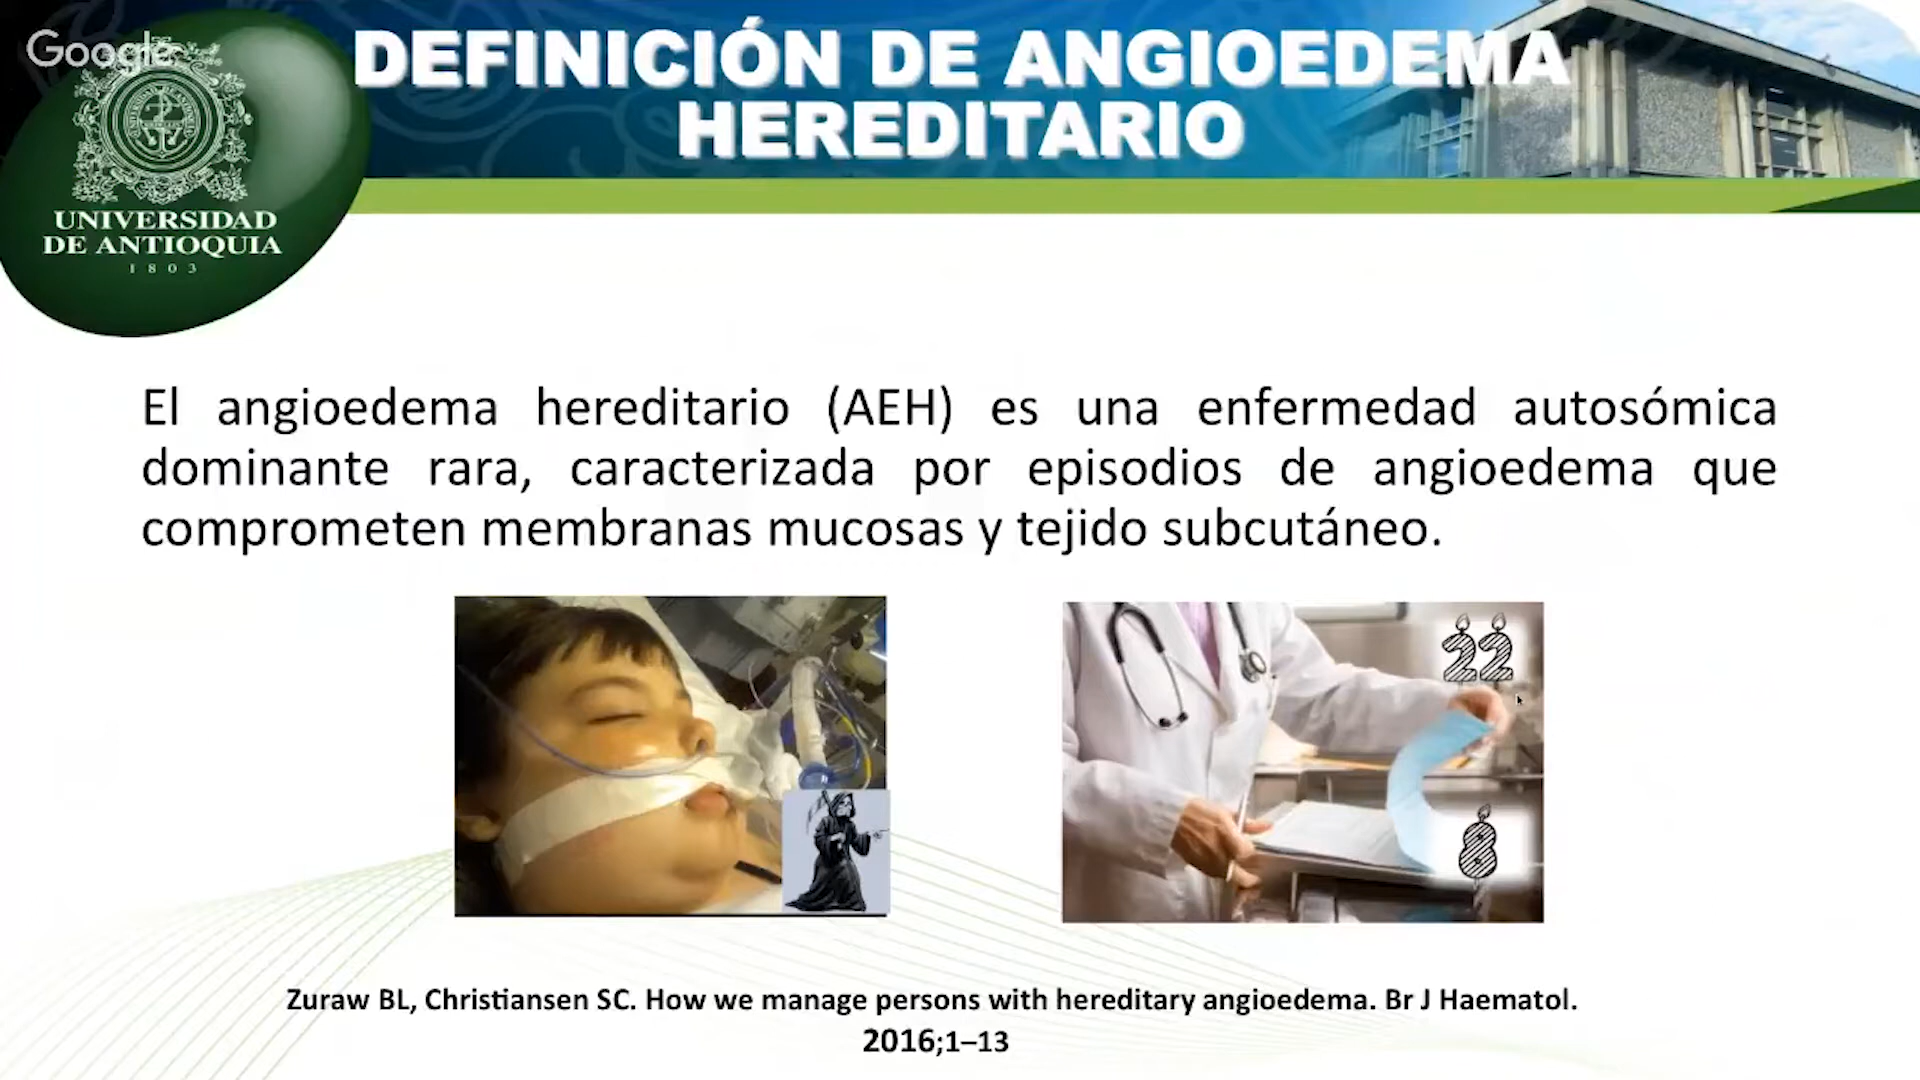 Google
DEFINICIÓN DE ANGIOEDEMA
HEREDITARIO
UNIVERSIDAD
DE ANTIOQUIA
1803
El angioedema hereditario (AEH) es una enfermedad autosómica
dominante rara, caracterizada por episodios de angioedema que
comprometen membranas mucosas y tejido subcutáneo.
22
8
Zuraw BL, Christiansen SC. How we manage persons with hereditary angioedema. Br J Haematol.
2016;1–13